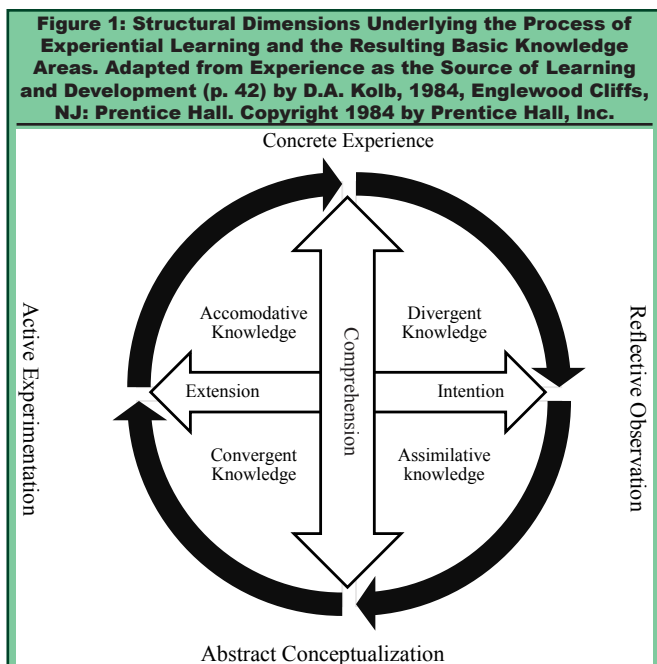 Figure 1: Structural Dimensions Underlying the Process of
Experiential Learning and the Resulting Basic Knowledge
Areas. Adapted from Experience as the Source of Learning
and Development (p. 42) by D.A. Kolb, 1984, Englewood Cliffs,
NJ: Prentice Hall. Copyright 1984 by Prentice Hall, Inc.
Concrete Experience
Active Experimentation
Accomodative
Knowledge
Comprehension
Divergent
Knowledge
Reflective Observation
Extension
Intention
Convergent
Knowledge
Assimilative
knowledge
Abstract Conceptualization